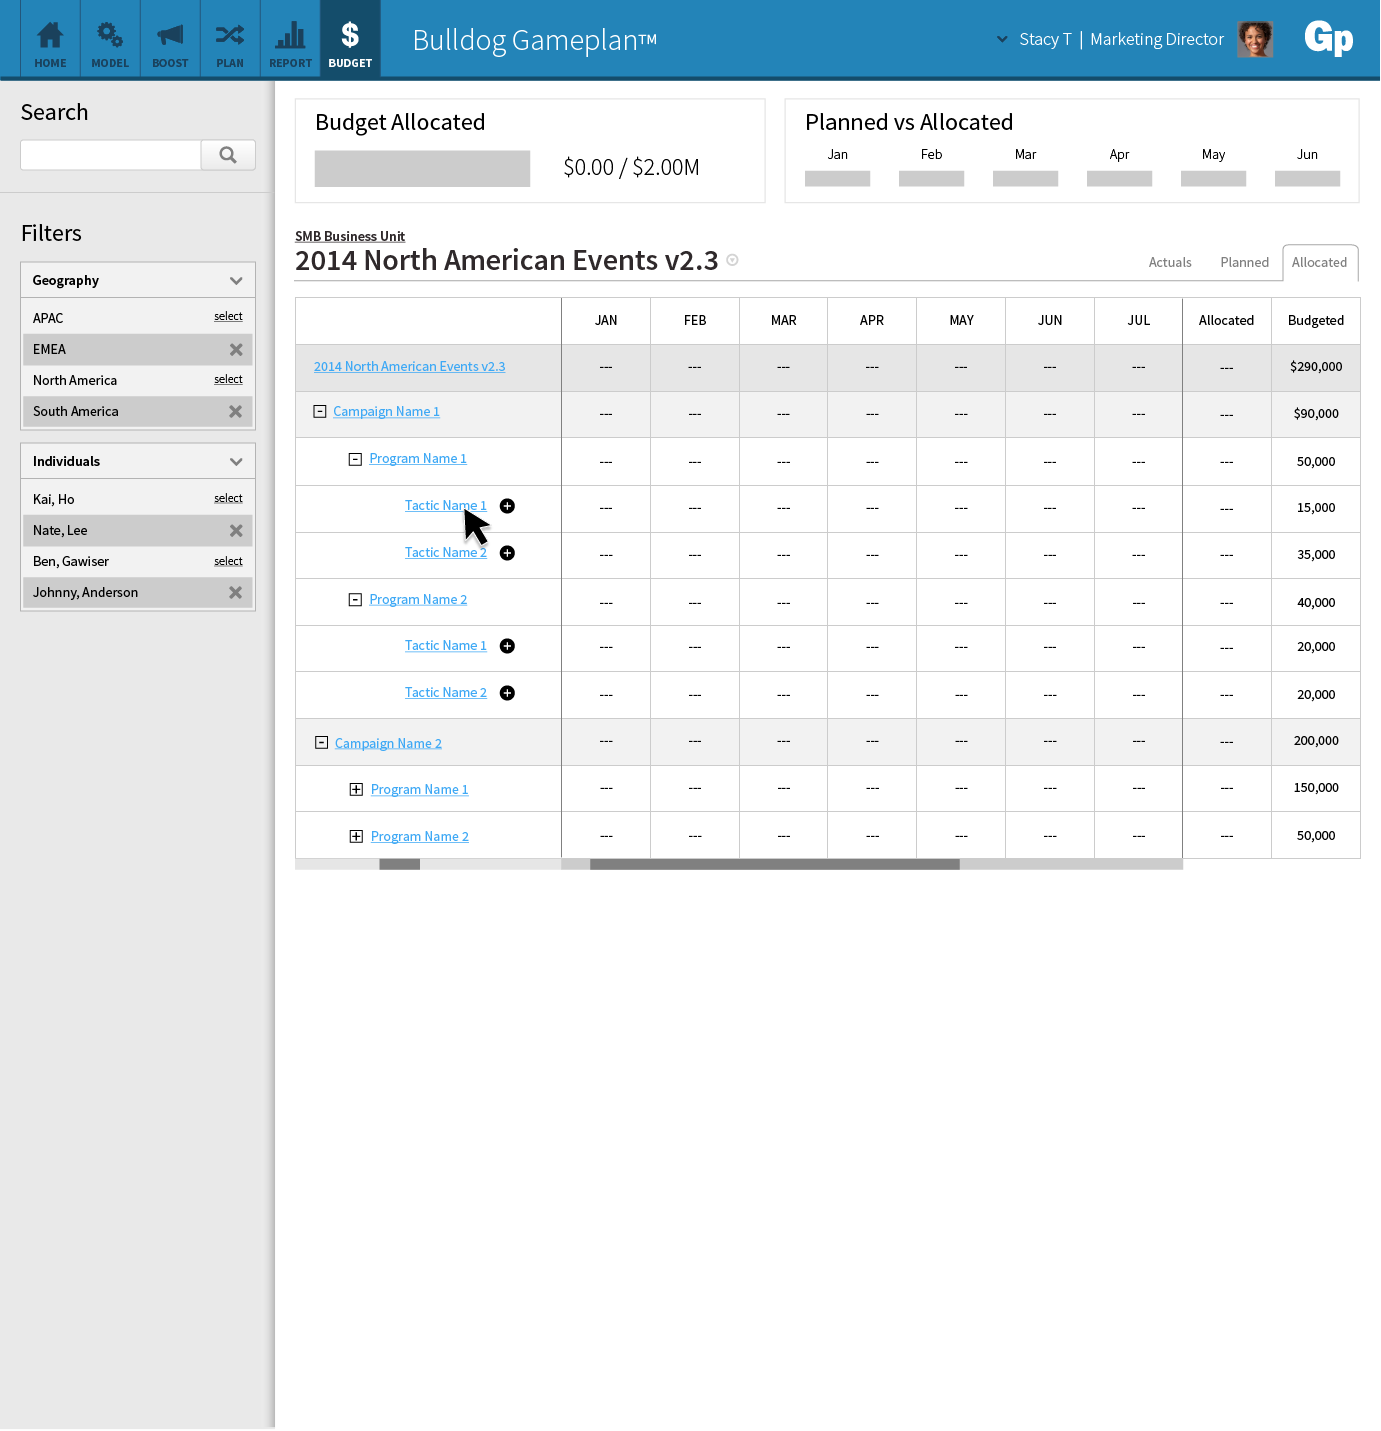 HOME MODEL BOOST PLAN REPORT $ BUDGET Bulldog Gameplan™ Stacy T | Marketing Director Gp
Search
Filters
Geography
APAC select
EMEA
North America select
South America
Individuals
Kai, Ho select
Nate, Lee
Ben, Gawiser select
Johnny, Anderson
Budget Allocated
$0.00 / $2.00M
Planned vs Allocated
Jan Feb Mar Apr May Jun
SMB Business Unit
2014 North American Events v2.3
Actuals Planned Allocated
JAN FEB MAR APR MAY JUN JUL Allocated Budgeted
2014 North American Events v2.3 --- --- --- --- --- --- --- --- $290,000
Campaign Name 1 --- --- --- --- --- --- --- --- $90,000
Program Name 1 --- --- --- --- --- --- --- --- 50,000
Tactic Name 1 --- --- --- --- --- --- --- --- 15,000
Tactic Name 2 --- --- --- --- --- --- --- --- 35,000
Program Name 2 --- --- --- --- --- --- --- --- 40,000
Tactic Name 1 --- --- --- --- --- --- --- --- 20,000
Tactic Name 2 --- --- --- --- --- --- --- --- 20,000
Campaign Name 2 --- --- --- --- --- --- --- --- 200,000
Program Name 1 --- --- --- --- --- --- --- --- 150,000
Program Name 2 --- --- --- --- --- --- --- --- 50,000